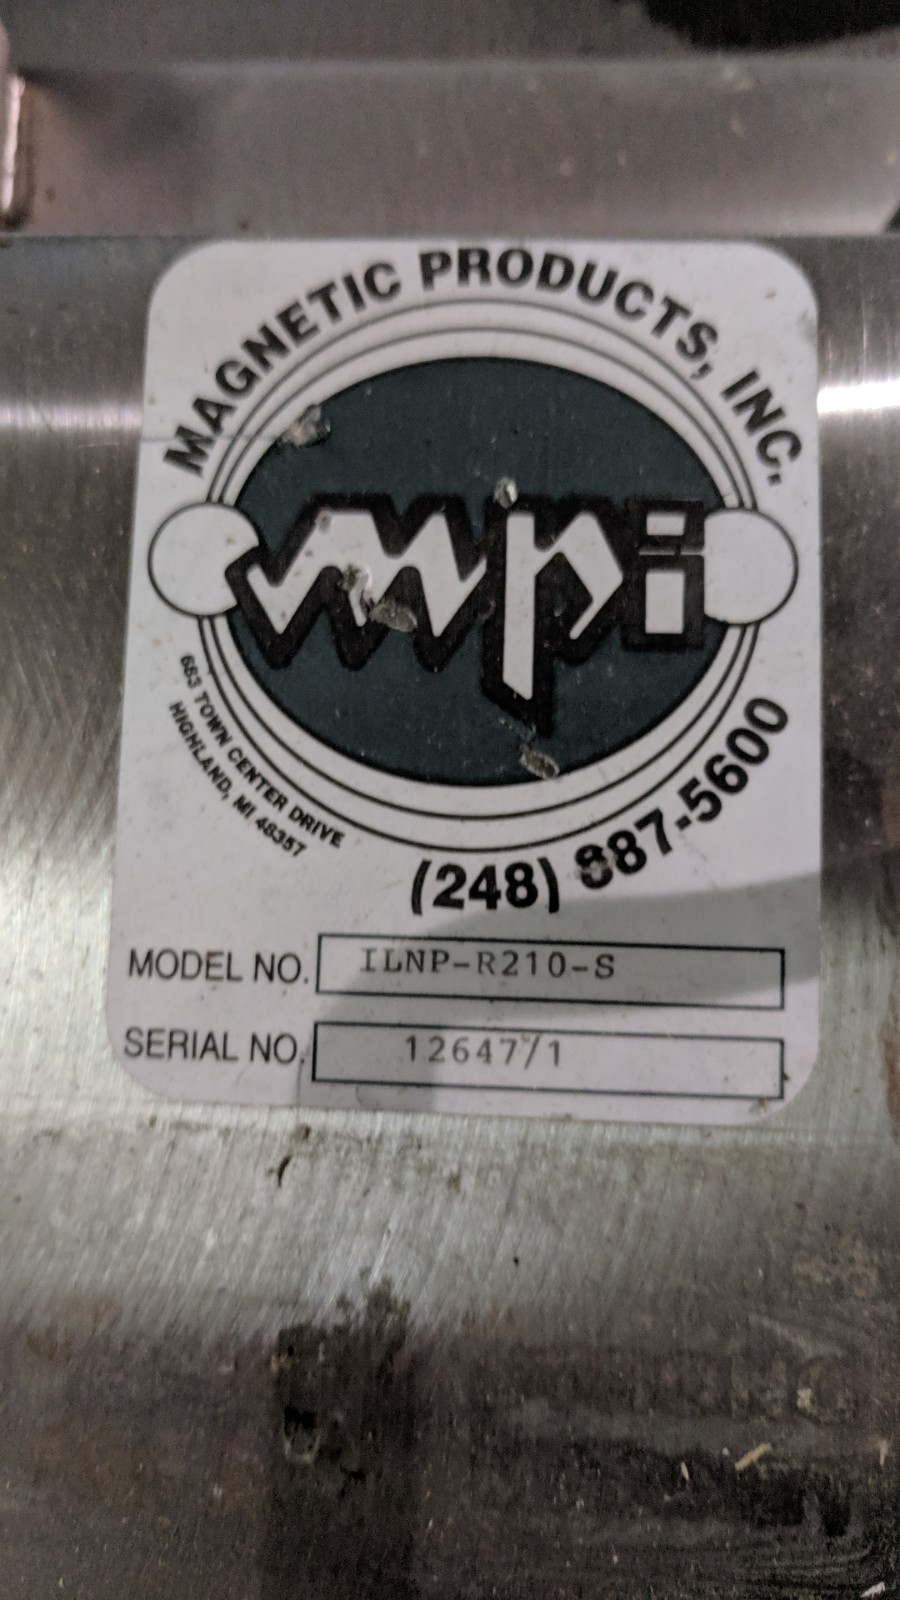 MAGNETIC PRODUCTS, INC.
mpi
683 TOWN CENTER DRIVE
HIGHLAND, MI 48357
(248) 887-5600
MODEL NO. ILNP-R210-S
SERIAL NO. 12647/1